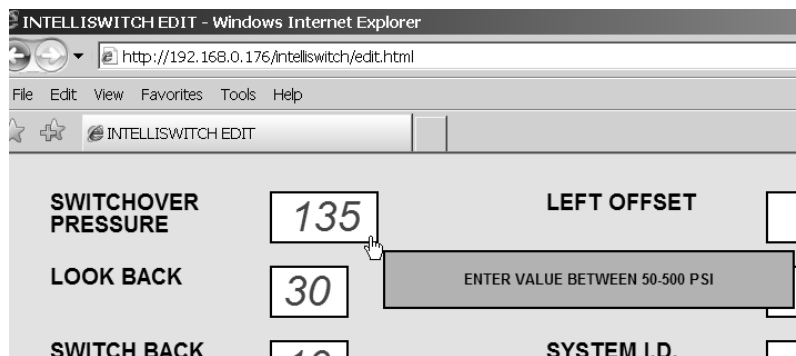 INTELLISWITCH EDIT - Windows Internet Explorer
http://192.168.0.176/intelliswitch/edit.html
File Edit View Favorites Tools Help
INTELLISWITCH EDIT
SWITCHOVER
PRESSURE
135
LEFT OFFSET
LOOK BACK
30
ENTER VALUE BETWEEN 50-500 PSI
SWITCH BACK
SYSTEM I.D.